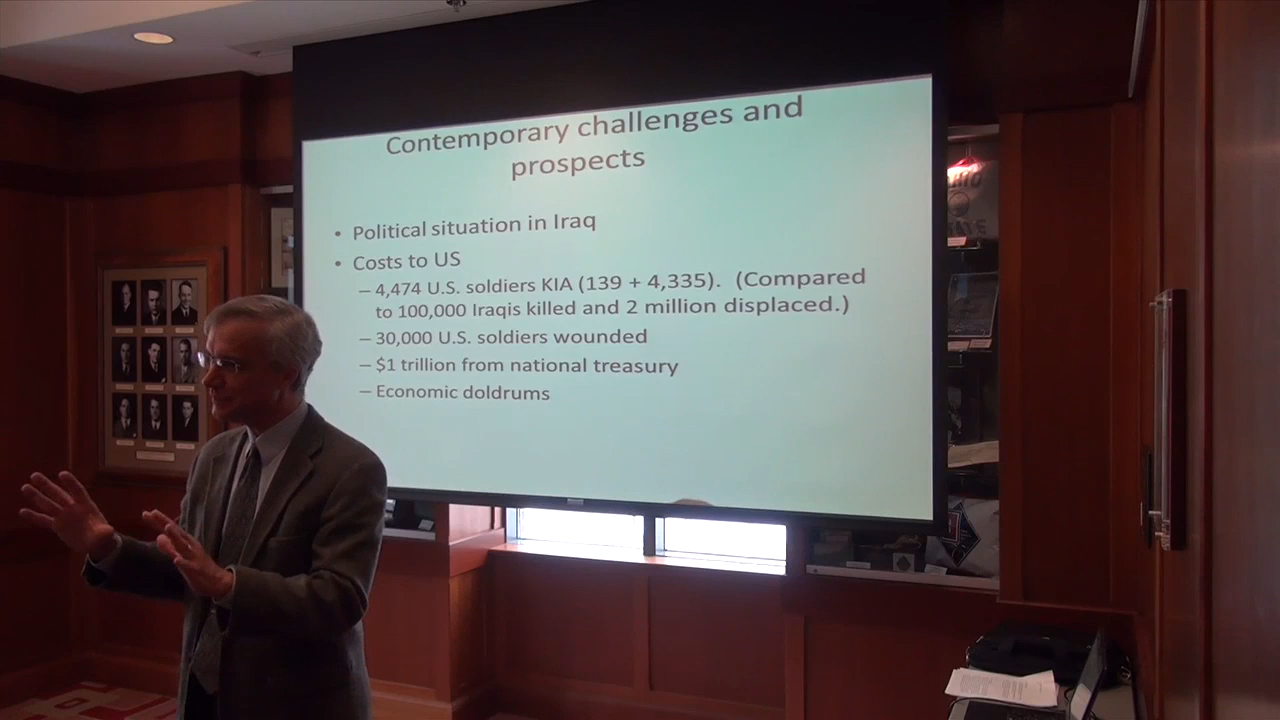 Contemporary challenges and
prospects
• Political situation in Iraq
• Costs to US
– 4,474 U.S. soldiers KIA (139 + 4,335).  (Compared
to 100,000 Iraqis killed and 2 million displaced.)
– 30,000 U.S. soldiers wounded
– $1 trillion from national treasury
– Economic doldrums